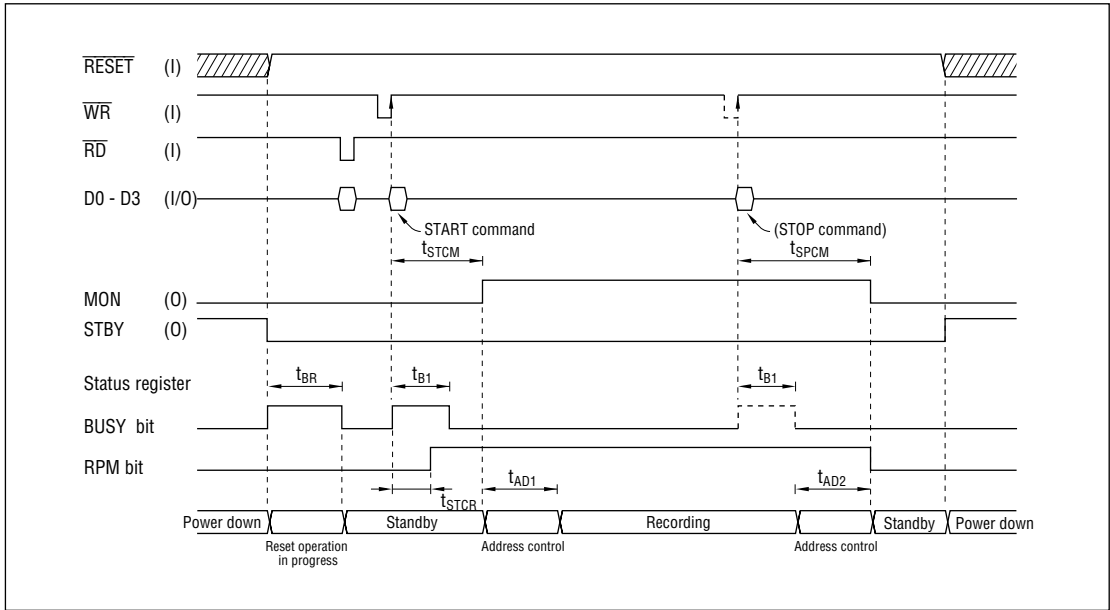 RESET (I)
WR (I)
RD (I)
D0 - D3 (I/O)
START command
(STOP command)
tSTCM
tSPCM
MON (O)
STBY (O)
Status register
tBR
tB1
tB1
BUSY bit
RPM bit
tAD1
tAD2
tSTCR
Power down
Standby
Recording
Standby
Power down
Reset operation
in progress
Address control
Address control